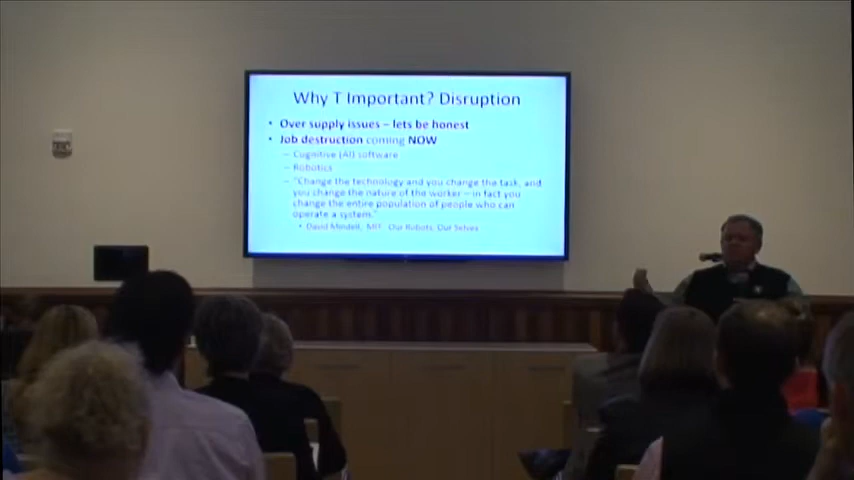 Why T Important? Disruption
• Over supply issues – lets be honest
• Job destruction coming NOW
– Cognitive (AI) software
– Robotics
– "Change the technology and you change the task, and
you change the nature of the worker – in fact you
change the entire population of people who can
operate a system."
• David Mindell, MIT. Our Robots, Our Selves